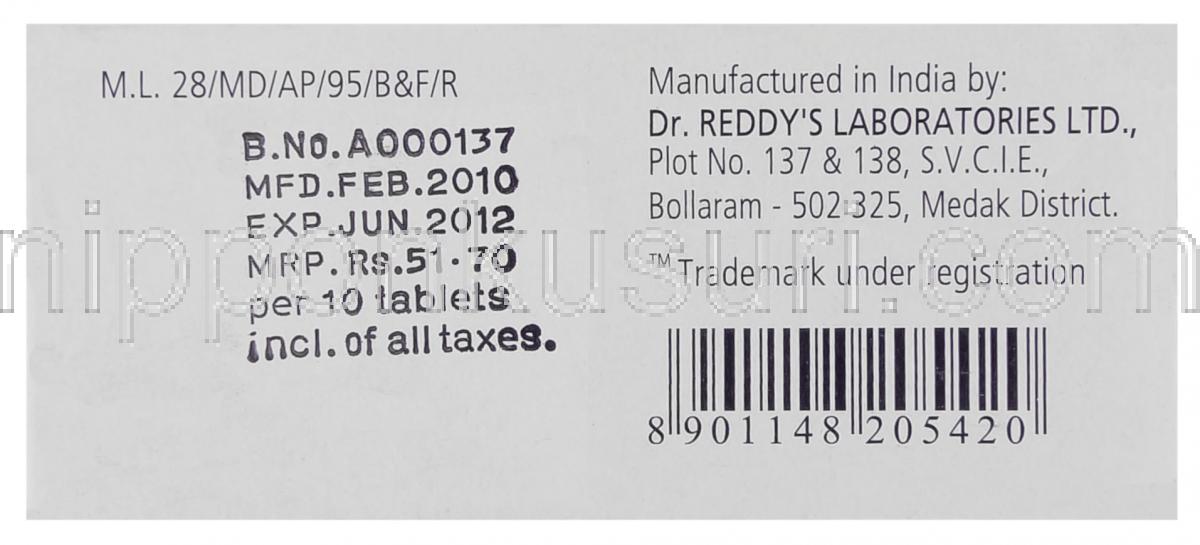 M.L. 28/MD/AP/95/B&F/R
B.No.A000137
MFD.FEB.2010
EXP.JUN.2012
MRP.Rs.51·70
per 10 tablets
incl. of all taxes.
Manufactured in India by:
Dr. REDDY'S LABORATORIES LTD.,
Plot No. 137 & 138, S.V.C.I.E.,
Bollaram - 502 325, Medak District.
™Trademark under registration
8 901148 205420
nipponkusuri.com